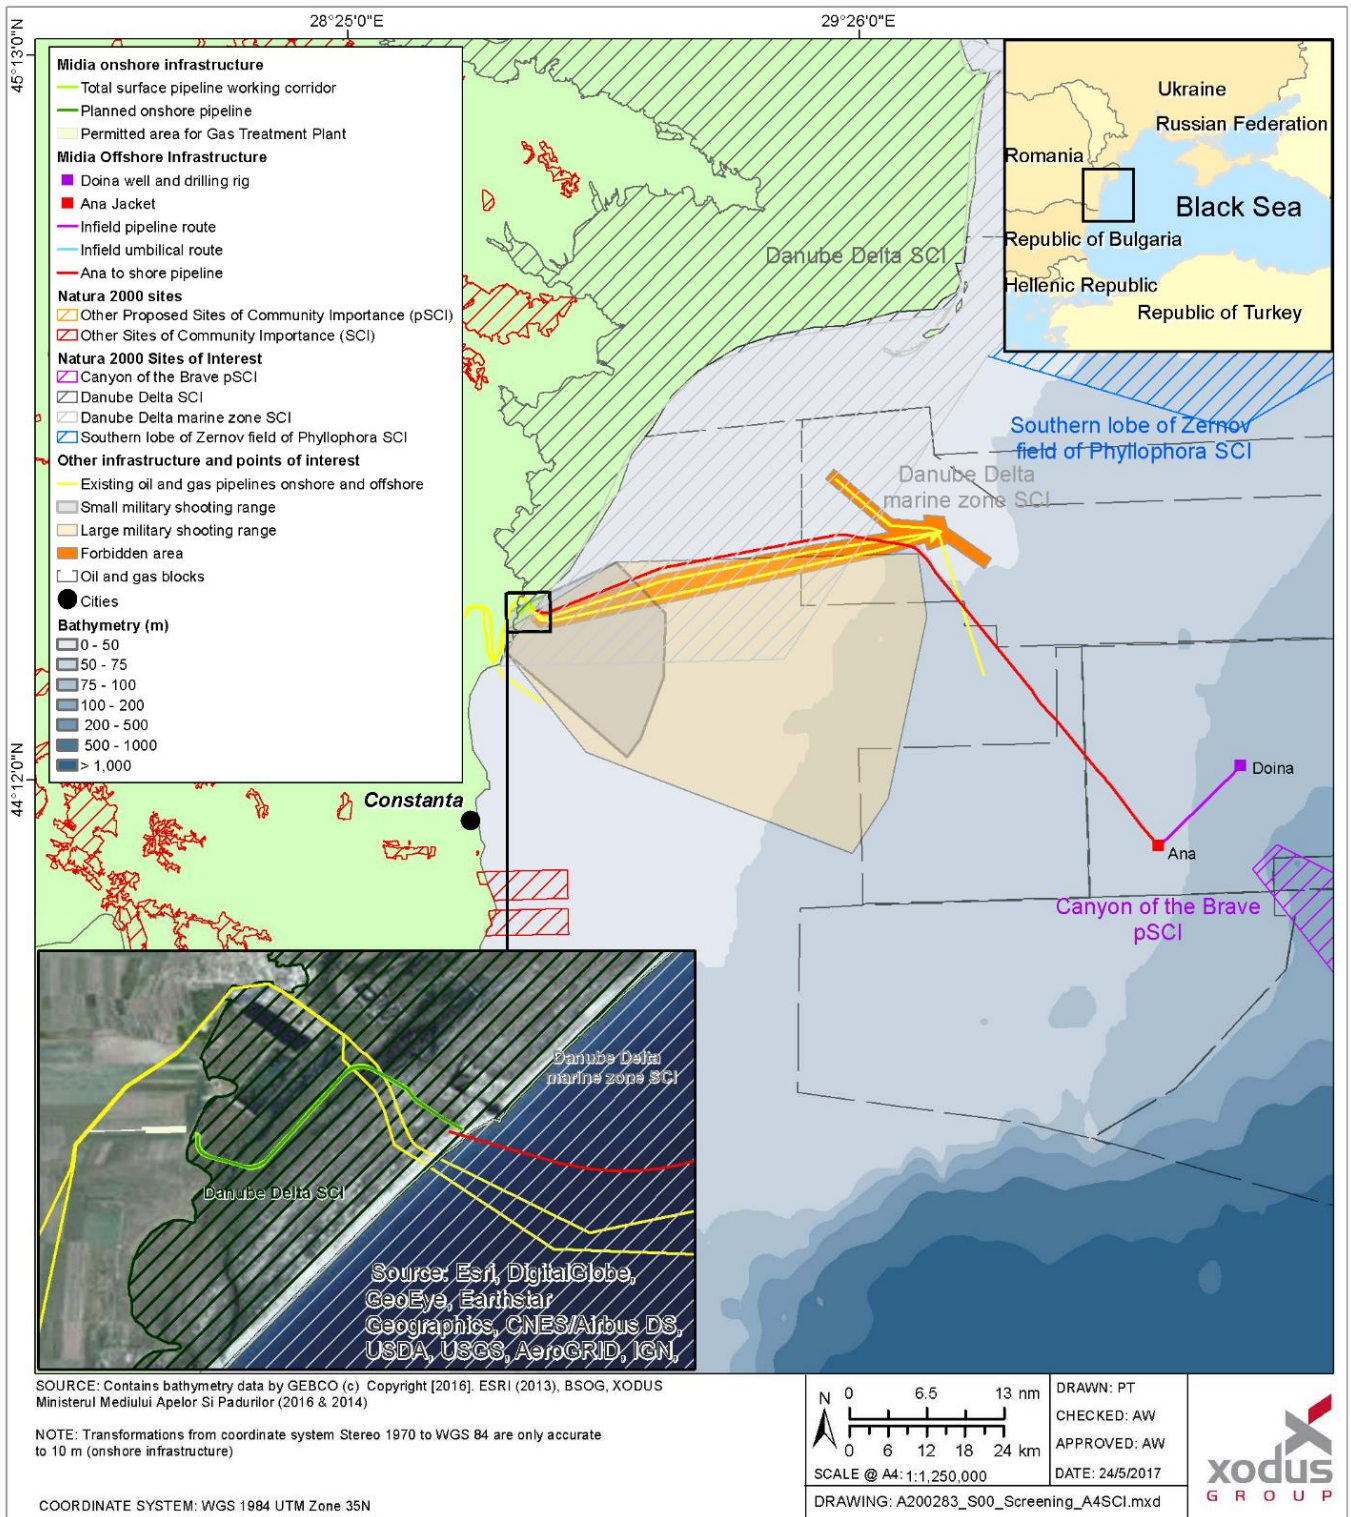 28°25'0"E
29°26'0"E
45°13'0"N
44°12'0"N
Midia onshore infrastructure
Total surface pipeline working corridor
Planned onshore pipeline
Permitted area for Gas Treatment Plant
Midia Offshore Infrastructure
Doina well and drilling rig
Ana Jacket
Infield pipeline route
Infield umbilical route
Ana to shore pipeline
Natura 2000 sites
Other Proposed Sites of Community Importance (pSCI)
Other Sites of Community Importance (SCI)
Natura 2000 Sites of Interest
Canyon of the Brave pSCI
Danube Delta SCI
Danube Delta marine zone SCI
Southern lobe of Zernov field of Phyllophora SCI
Other infrastructure and points of interest
Existing oil and gas pipelines onshore and offshore
Small military shooting range
Large military shooting range
Forbidden area
Oil and gas blocks
Cities
Bathymetry (m)
0 - 50
50 - 75
75 - 100
100 - 200
200 - 500
500 - 1000
> 1,000
Ukraine
Russian Federation
Romania
Black Sea
Republic of Bulgaria
Hellenic Republic
Republic of Turkey
Danube Delta SCI
Southern lobe of Zernov
field of Phyllophora SCI
Danube Delta
marine zone SCI
Doina
Ana
Constanta
Canyon of the Brave
pSCI
Danube Delta
marine zone SCI
Danube Delta SCI
Source: Esri, DigitalGlobe,
GeoEye, Earthstar
Geographics, CNES/Airbus DS,
USDA, USGS, AeroGRID, IGN,
SOURCE: Contains bathymetry data by GEBCO (c) Copyright [2016]. ESRI (2013), BSOG, XODUS
Ministerul Mediului Apelor Si Padurilor (2016 & 2014)
NOTE: Transformations from coordinate system Stereo 1970 to WGS 84 are only accurate
to 10 m (onshore infrastructure)
COORDINATE SYSTEM: WGS 1984 UTM Zone 35N
N
0 6.5 13 nm
0 6 12 18 24 km
SCALE @ A4: 1:1,250,000
DRAWN: PT
CHECKED: AW
APPROVED: AW
DATE: 24/5/2017
DRAWING: A200283_S00_Screening_A4SCI.mxd
xodus
GROUP